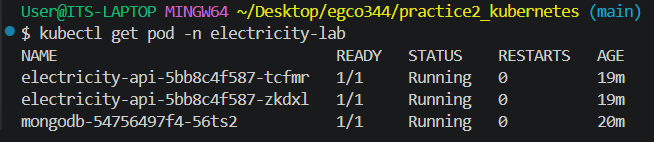 User@ITS-LAPTOP MINGW64 ~/Desktop/egco344/practice2_kubernetes (main)
$ kubectl get pod -n electricity-lab
NAME READY STATUS RESTARTS AGE
electricity-api-5bb8c4f587-tcfmr 1/1 Running 0 19m
electricity-api-5bb8c4f587-zkdxl 1/1 Running 0 19m
mongodb-54756497f4-56ts2 1/1 Running 0 20m